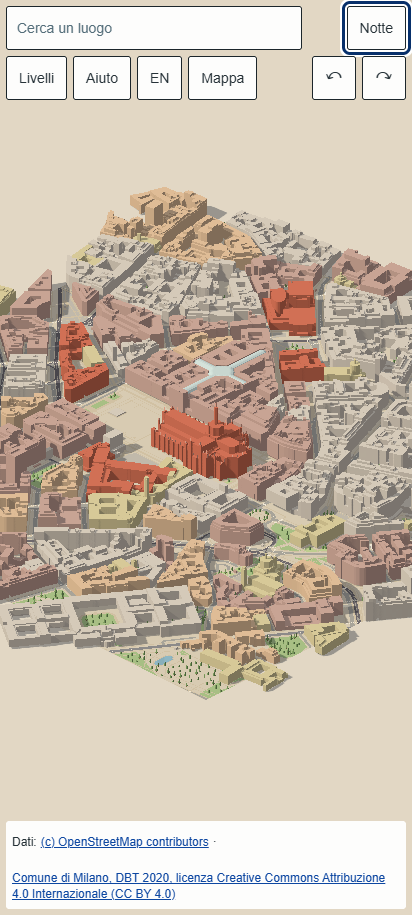 Cerca un luogo
Notte
Livelli
Aiuto
EN
Mappa
Dati: (c) OpenStreetMap contributors ·
Comune di Milano, DBT 2020, licenza Creative Commons Attribuzione
4.0 Internazionale (CC BY 4.0)